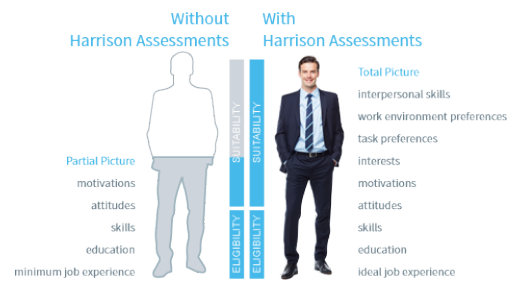 Without
Harrison Assessments
With
Harrison Assessments
Partial Picture
motivations
attitudes
skills
education
minimum job experience
SUITABILITY
ELIGIBILITY
SUITABILITY
ELIGIBILITY
Total Picture
interpersonal skills
work environment preferences
task preferences
interests
motivations
attitudes
skills
education
ideal job experience